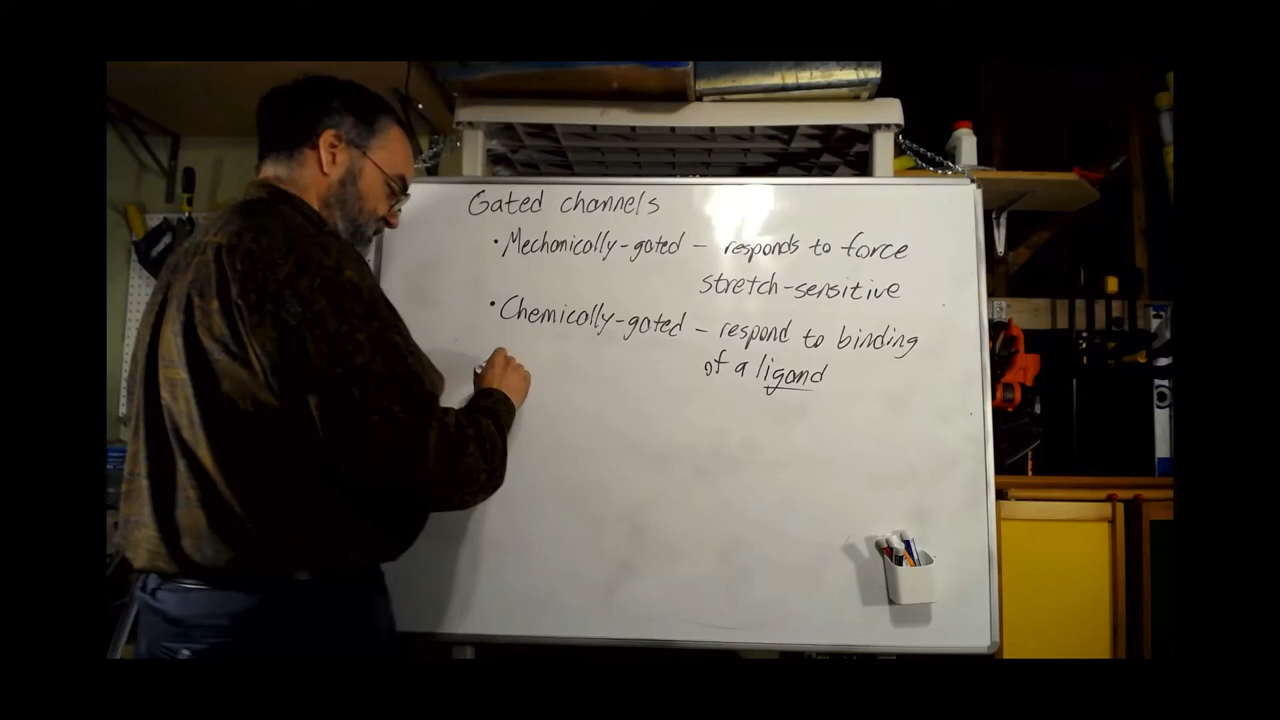 Gated channels
• Mechanically-gated – responds to force
stretch-sensitive
• Chemically-gated – respond to binding
of a ligand